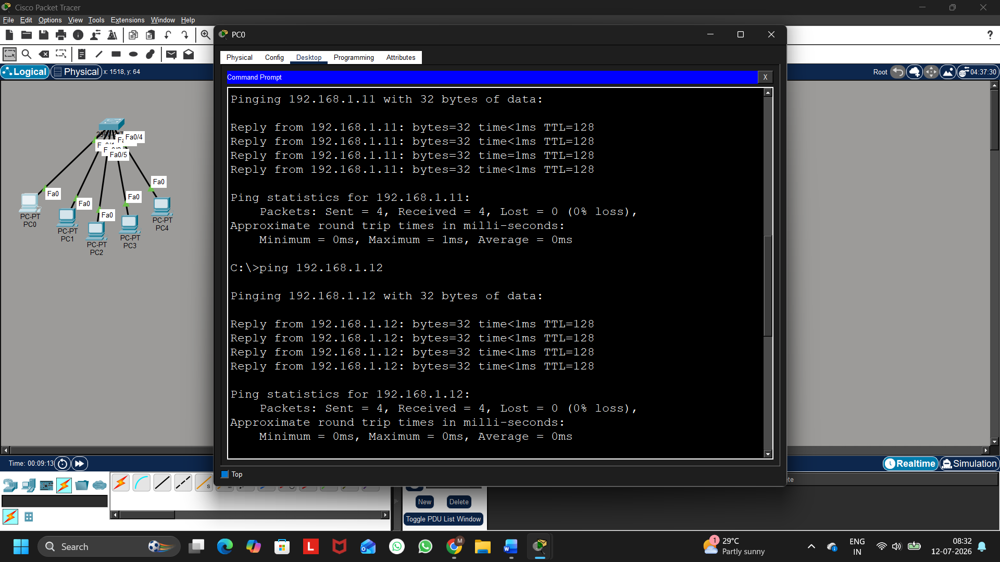 Cisco Packet Tracer
File Edit Options View Tools Extensions Window Help
Logical Physical x: 1518, y: 64
Root 04:37:30
Fa0/4
Fa0/5
Fa0
Fa0
Fa0
Fa0
Fa0
PC-PT
PC0
PC-PT
PC1
PC-PT
PC2
PC-PT
PC3
PC-PT
PC4
PC0
Physical Config Desktop Programming Attributes
Command Prompt X
Pinging 192.168.1.11 with 32 bytes of data:
Reply from 192.168.1.11: bytes=32 time<1ms TTL=128
Reply from 192.168.1.11: bytes=32 time<1ms TTL=128
Reply from 192.168.1.11: bytes=32 time=1ms TTL=128
Reply from 192.168.1.11: bytes=32 time<1ms TTL=128
Ping statistics for 192.168.1.11:
Packets: Sent = 4, Received = 4, Lost = 0 (0% loss),
Approximate round trip times in milli-seconds:
Minimum = 0ms, Maximum = 1ms, Average = 0ms
C:\>ping 192.168.1.12
Pinging 192.168.1.12 with 32 bytes of data:
Reply from 192.168.1.12: bytes=32 time<1ms TTL=128
Reply from 192.168.1.12: bytes=32 time<1ms TTL=128
Reply from 192.168.1.12: bytes=32 time<1ms TTL=128
Reply from 192.168.1.12: bytes=32 time<1ms TTL=128
Ping statistics for 192.168.1.12:
Packets: Sent = 4, Received = 4, Lost = 0 (0% loss),
Approximate round trip times in milli-seconds:
Minimum = 0ms, Maximum = 0ms, Average = 0ms
Top
Time: 00:09:13
Realtime Simulation
New Delete
Toggle PDU List Window
Search
29°C
Partly sunny
ENG
IN
08:32
12-07-2026